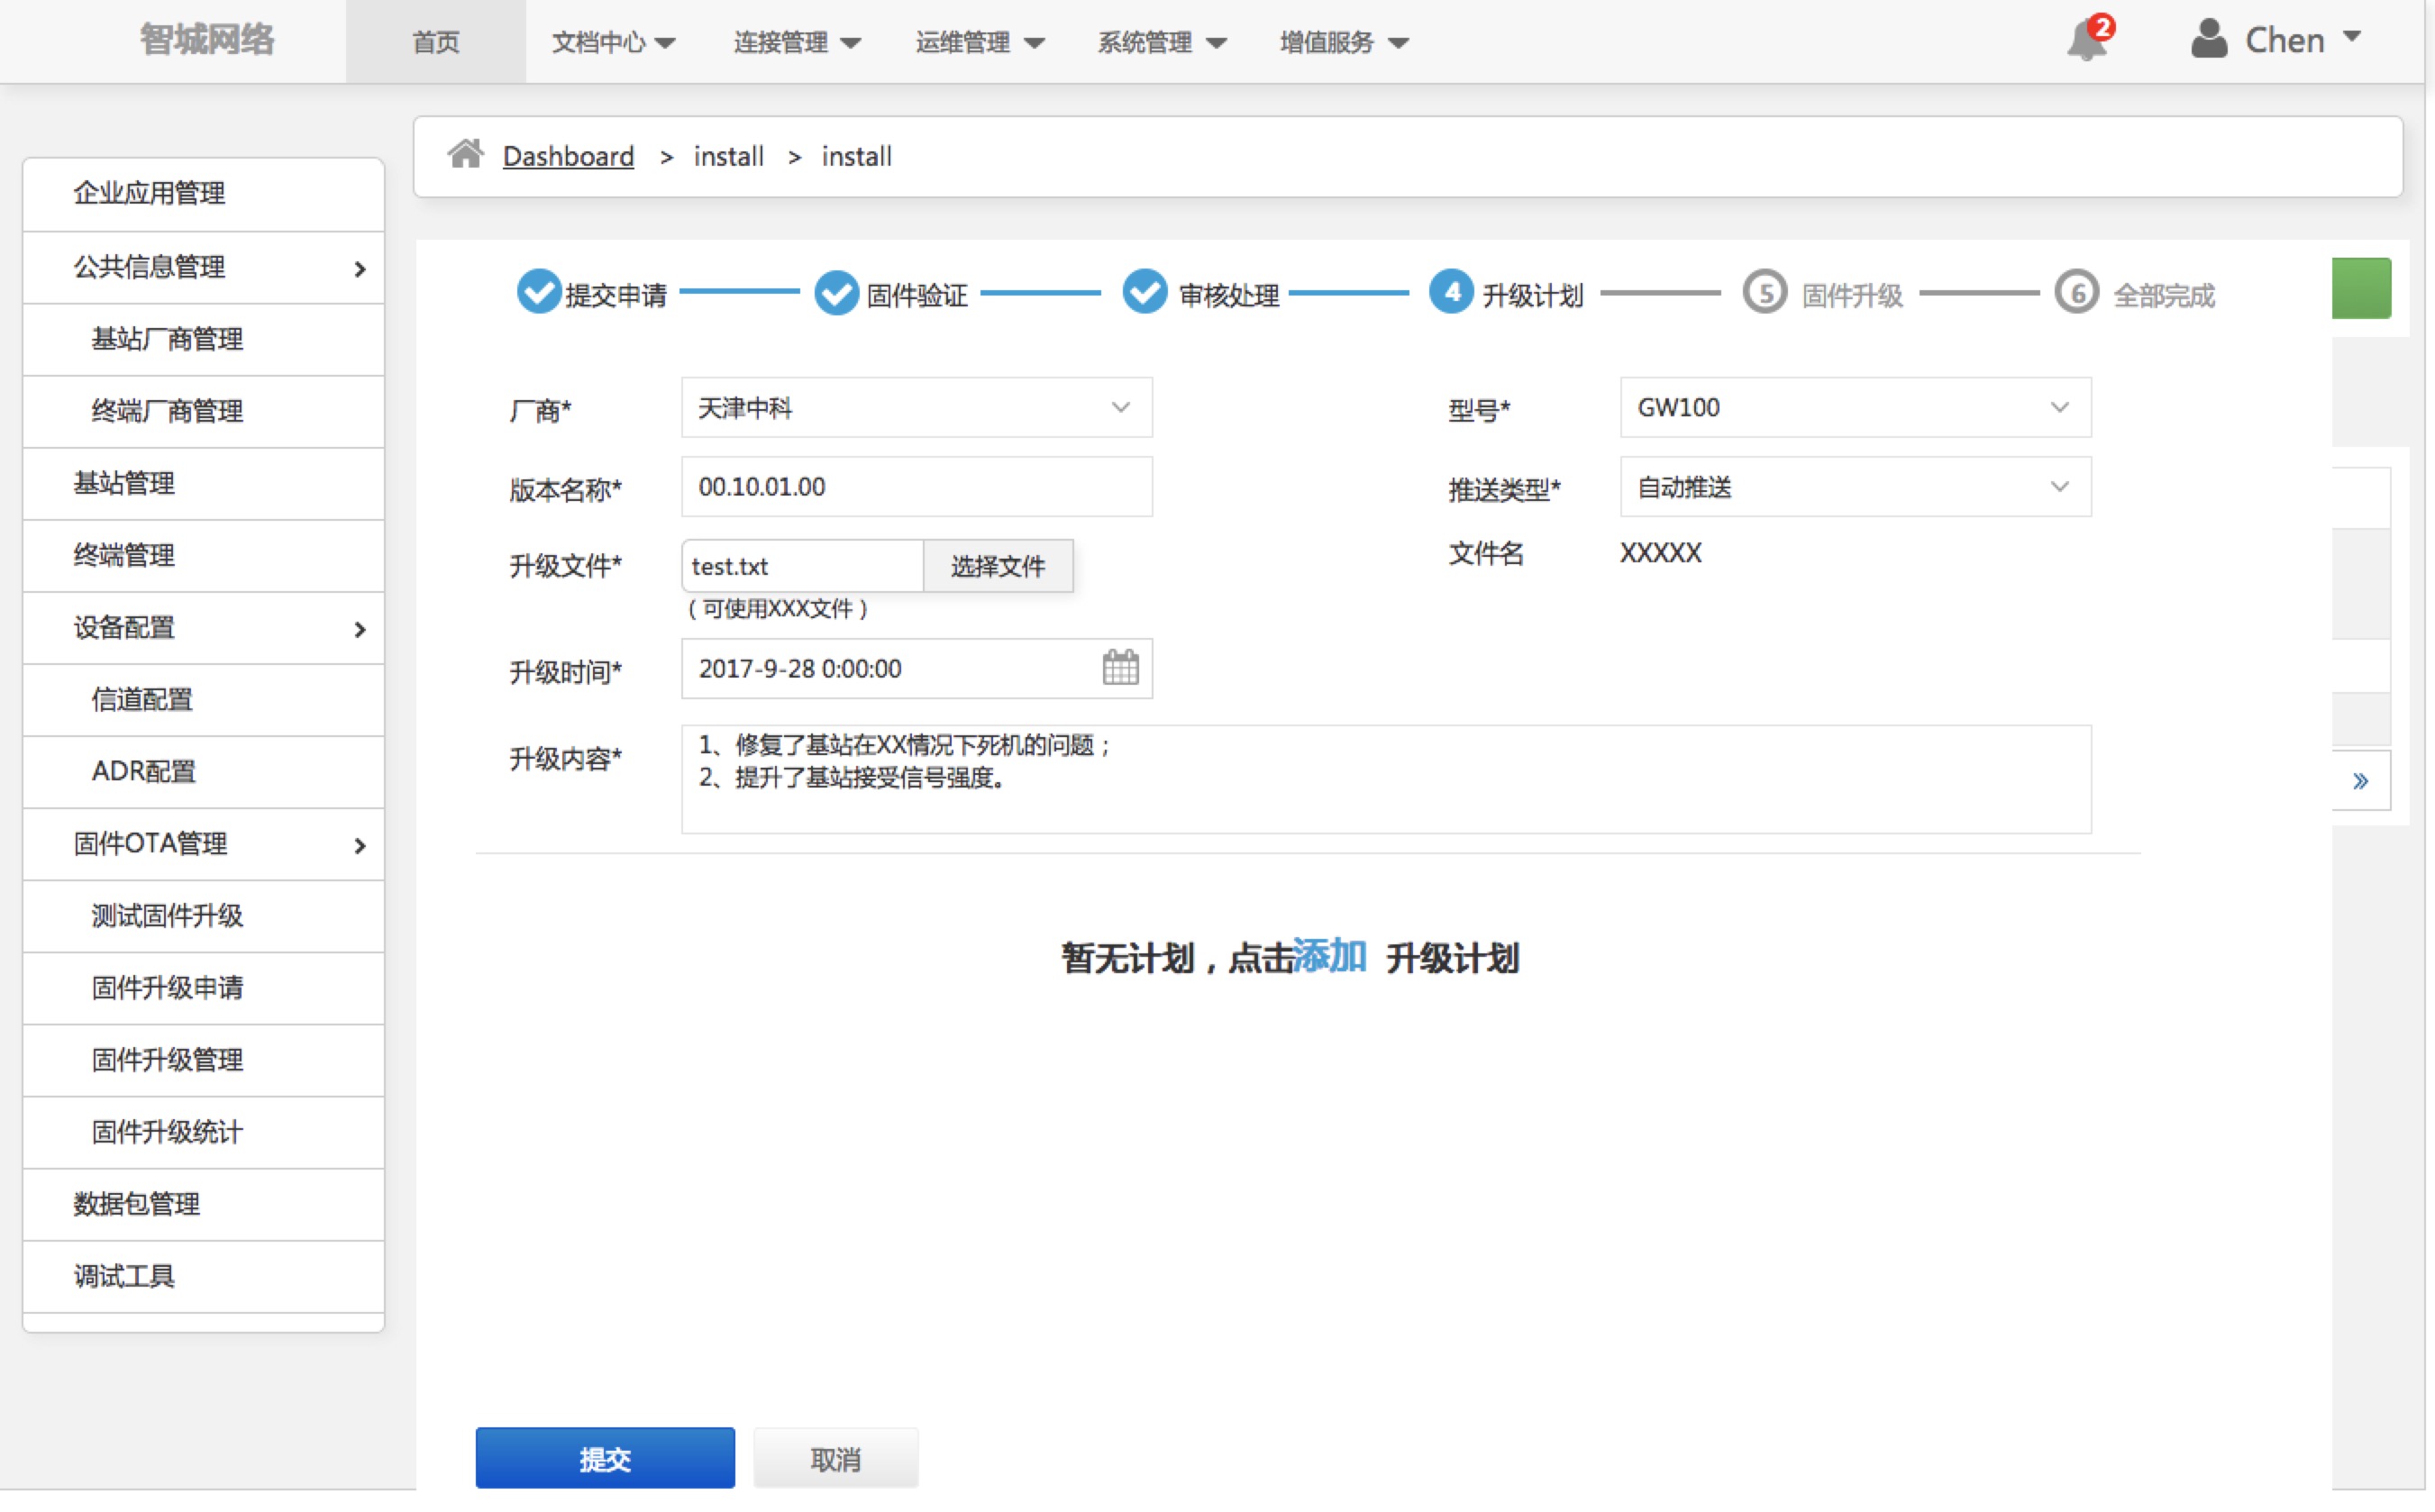 智城网络 首页 文档中心 连接管理 运维管理 系统管理 增值服务 2 Chen
Dashboard > install > install
企业应用管理
公共信息管理
基站厂商管理
终端厂商管理
基站管理
终端管理
设备配置
信道配置
ADR配置
固件OTA管理
测试固件升级
固件升级申请
固件升级管理
固件升级统计
数据包管理
调试工具
提交申请 固件验证 审核处理 4 升级计划 5 固件升级 6 全部完成
厂商* 天津中科 型号* GW100
版本名称* 00.10.01.00 推送类型* 自动推送
升级文件* test.txt 选择文件 文件名 XXXXX
（可使用XXX文件）
升级时间* 2017-9-28 0:00:00
升级内容* 1、修复了基站在XX情况下死机的问题；
2、提升了基站接受信号强度。
»
暂无计划，点击添加 升级计划
提交 取消